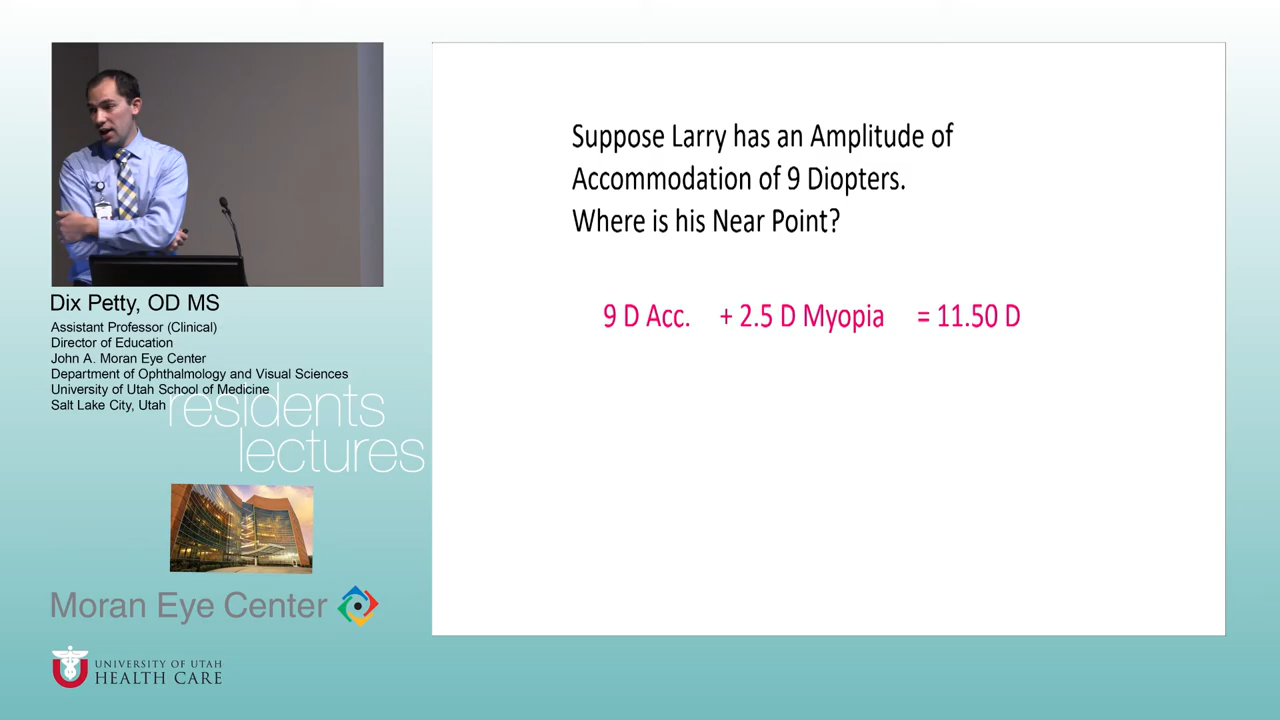 Suppose Larry has an Amplitude of
Accommodation of 9 Diopters.
Where is his Near Point?
9 D Acc. + 2.5 D Myopia = 11.50 D
Dix Petty, OD MS
Assistant Professor (Clinical)
Director of Education
John A. Moran Eye Center
Department of Ophthalmology and Visual Sciences
University of Utah School of Medicine
Salt Lake City, Utah
residents
lectures
Moran Eye Center
UNIVERSITY OF UTAH
HEALTH CARE